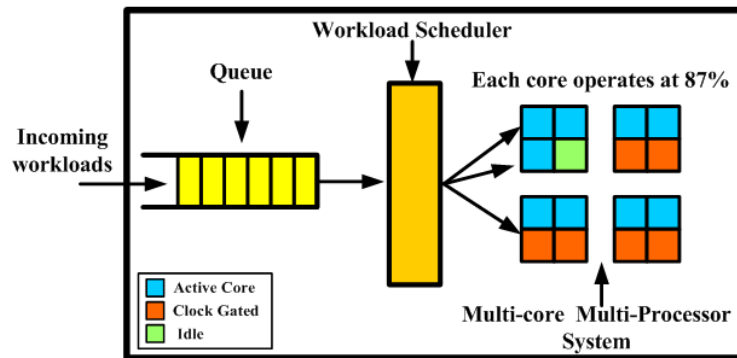 Workload Scheduler
Queue
Each core operates at 87%
Incoming
workloads
Active Core
Clock Gated
Idle
Multi-core Multi-Processor
System